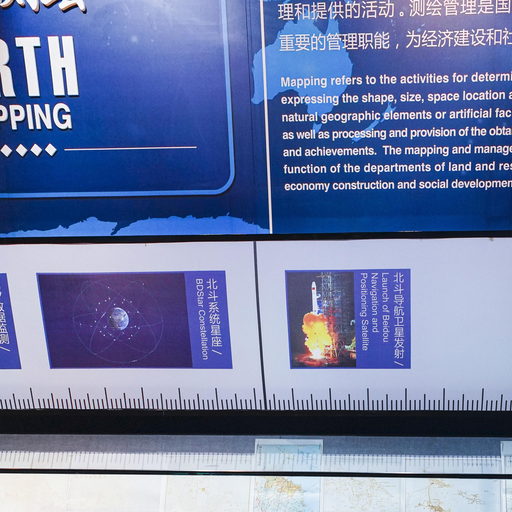 RTH
PPING
理和提供的活动。测绘管理是国
重要的管理职能，为经济建设和社
Mapping refers to the activities for determi
expressing the shape, size, space location a
natural geographic elements or artificial fac
as well as processing and provision of the obta
and achievements. The mapping and manage
function of the departments of land and res
economy construction and social developmen
北斗系统星座 /
BDStar Constellation
北斗导航卫星发射 /
Launch of Beidou
Navigation and
Positioning Satellite